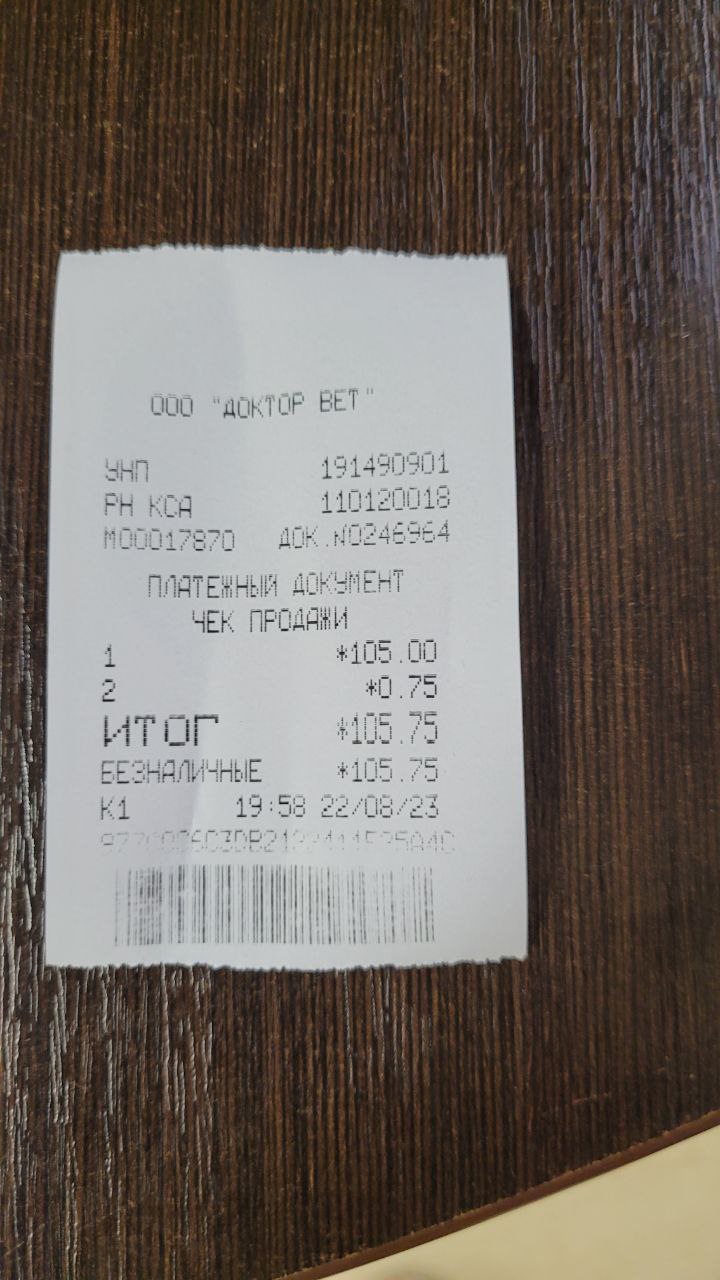 ООО "ДОКТОР ВЕТ"
УНП 191490901
РН КСА 110120018
М00017870 ДОК.N0246964
ПЛАТЕЖНЫЙ ДОКУМЕНТ
ЧЕК ПРОДАЖИ
1 *105.00
2 *0.75
ИТОГ *105.75
БЕЗНАЛИЧНЫЕ *105.75
К1 19:58 22/08/23